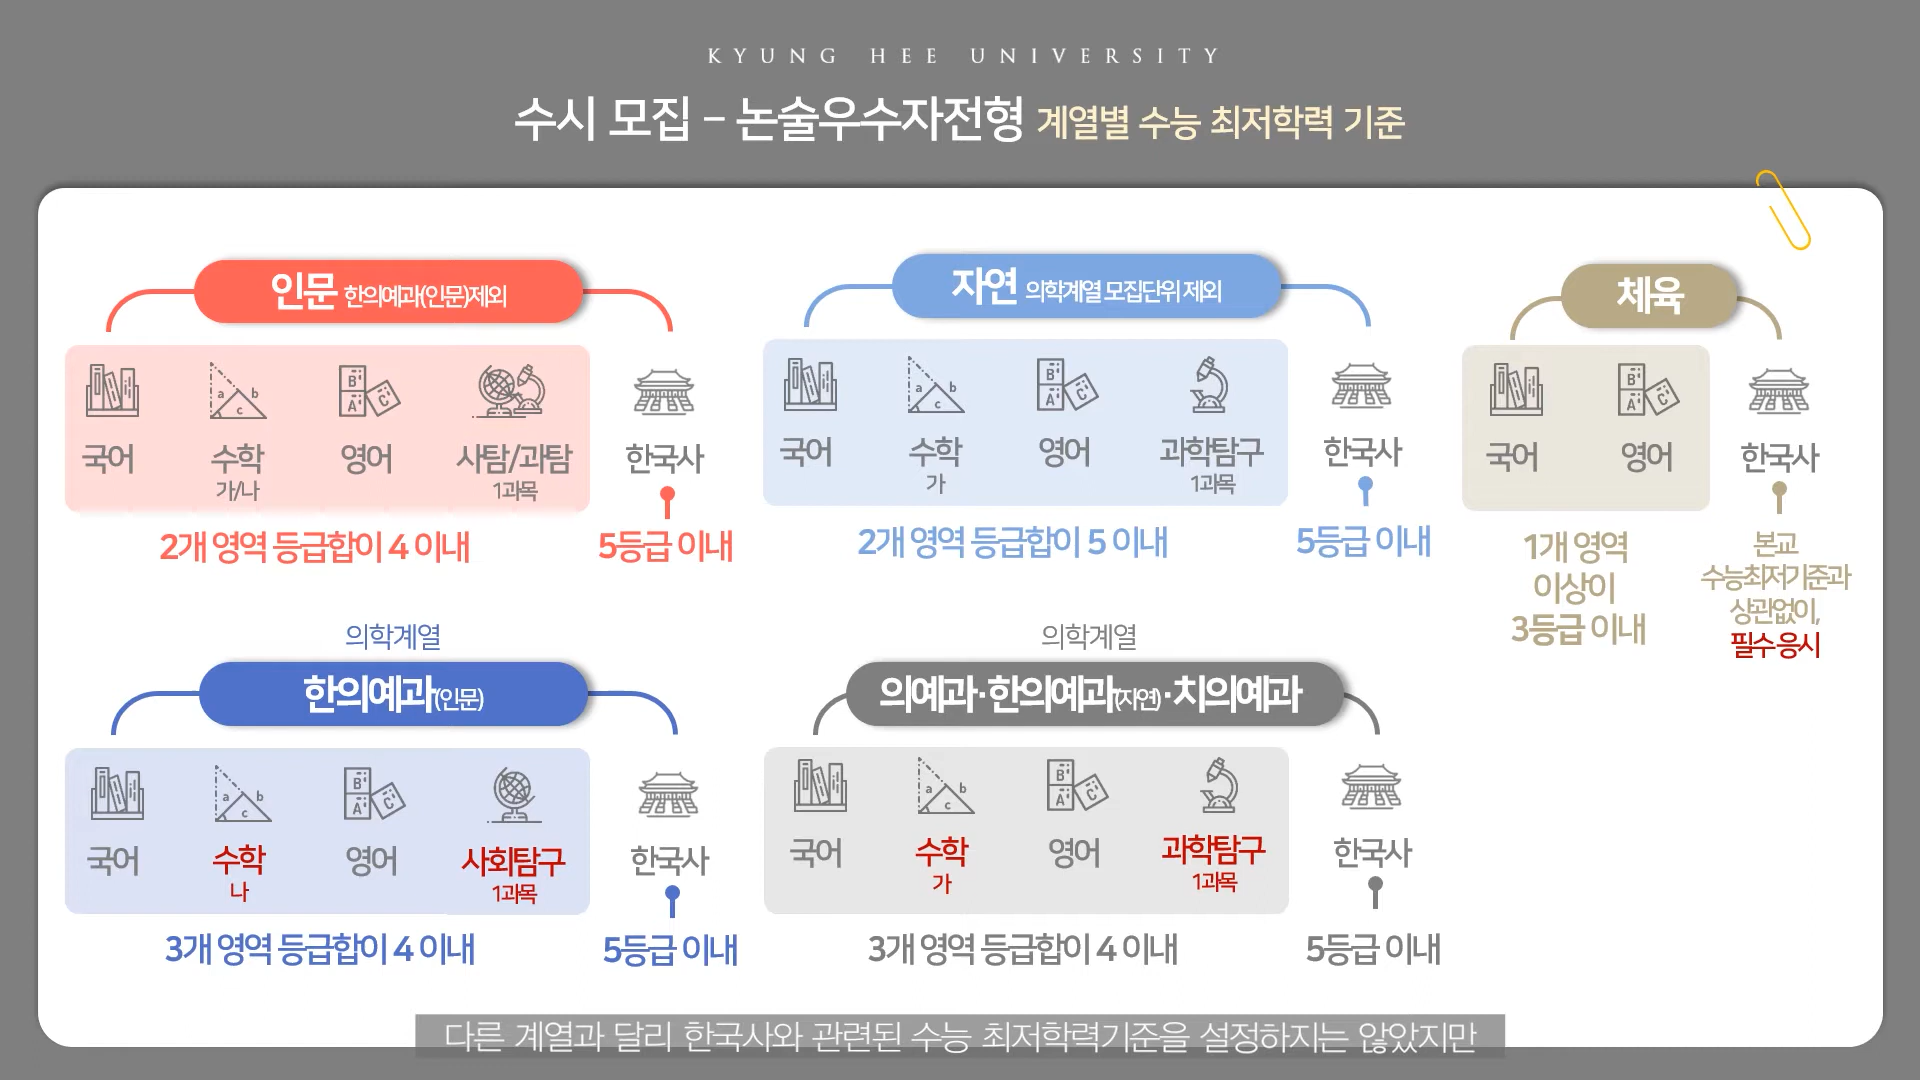 KYUNG HEE UNIVERSITY
수시 모집 – 논술우수자전형 계열별 수능 최저학력 기준
인문 한의예과(인문)제외
국어
수학
가/나
영어
사탐/과탐
1과목
한국사
2개 영역 등급합이 4 이내
5등급 이내
자연 의학계열 모집단위 제외
국어
수학
가
영어
과학탐구
1과목
한국사
2개 영역 등급합이 5 이내
5등급 이내
체육
국어
영어
한국사
1개 영역
이상이
3등급 이내
본교
수능최저기준과
상관없이,
필수 응시
의학계열
한의예과(인문)
국어
수학
나
영어
사회탐구
1과목
한국사
3개 영역 등급합이 4 이내
5등급 이내
의학계열
의예과·한의예과(자연)·치의예과
국어
수학
가
영어
과학탐구
1과목
한국사
3개 영역 등급합이 4 이내
5등급 이내
다른 계열과 달리 한국사와 관련된 수능 최저학력기준을 설정하지는 않았지만